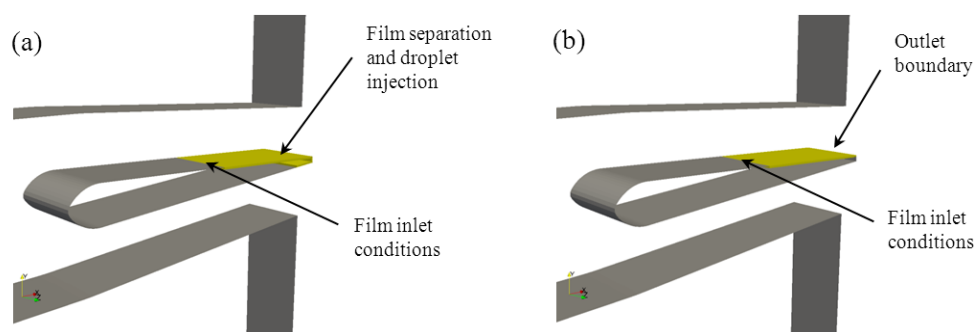 (a)
Film separation
and droplet
injection
Film inlet
conditions
(b)
Outlet
boundary
Film inlet
conditions